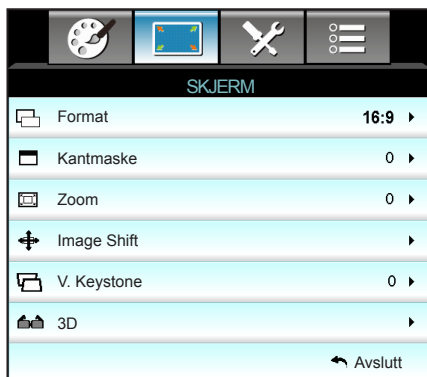 SKJERM
Format 16:9
Kantmaske 0
Zoom 0
Image Shift
V. Keystone 0
3D
Avslutt